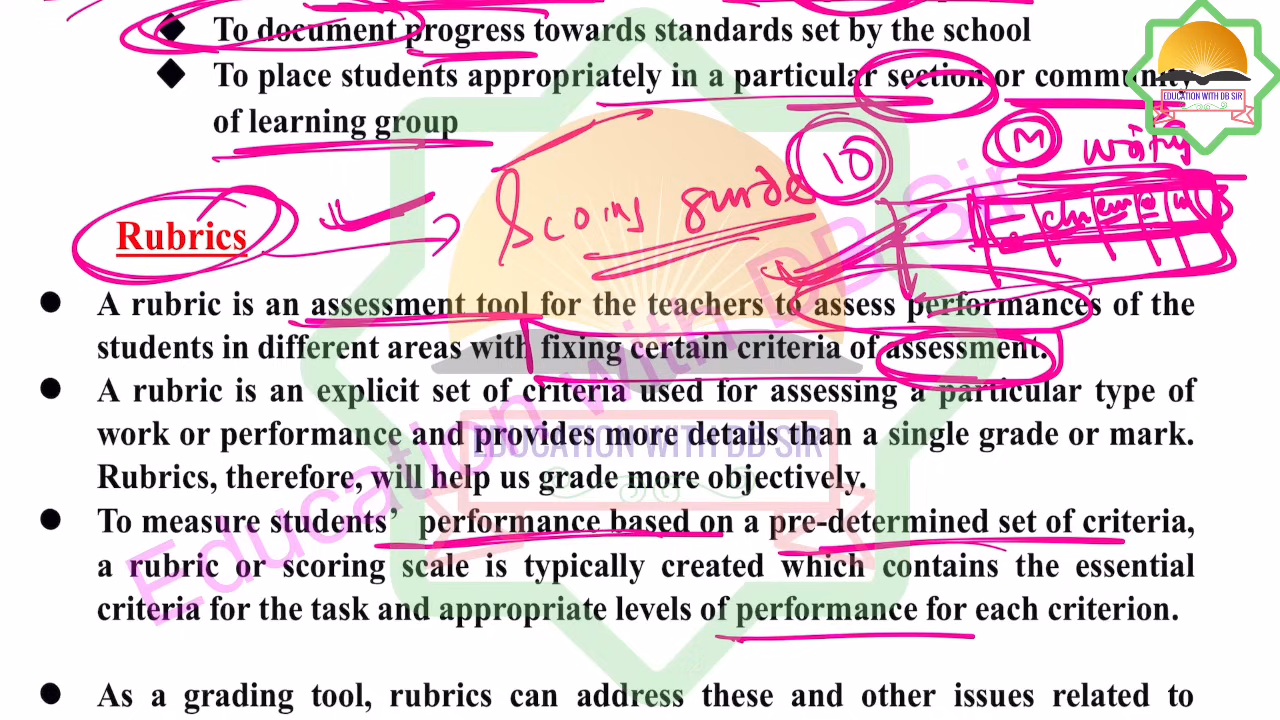 ◆ To document progress towards standards set by the school
◆ To place students appropriately in a particular section or community
of learning group
EDUCATION WITH DB SIR
10
M
Scoing guide
Rubrics
● A rubric is an assessment tool for the teachers to assess performances of the
students in different areas with fixing certain criteria of assessment.
● A rubric is an explicit set of criteria used for assessing a particular type of
work or performance and provides more details than a single grade or mark.
EDUCATION WITH DB SIR
Rubrics, therefore, will help us grade more objectively.
● To measure students’ performance based on a pre-determined set of criteria,
a rubric or scoring scale is typically created which contains the essential
criteria for the task and appropriate levels of performance for each criterion.
● As a grading tool, rubrics can address these and other issues related to
Education with DB Sir